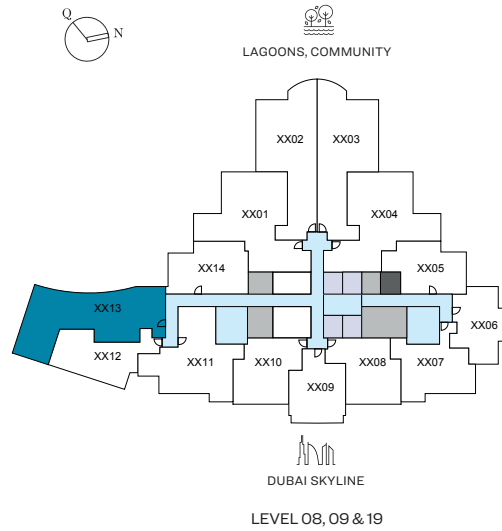 Q
N
LAGOONS, COMMUNITY
XX02
XX03
XX01
XX04
XX14
XX05
XX13
XX06
XX12
XX11
XX10
XX08
XX07
XX09
DUBAI SKYLINE
LEVEL 08, 09 & 19